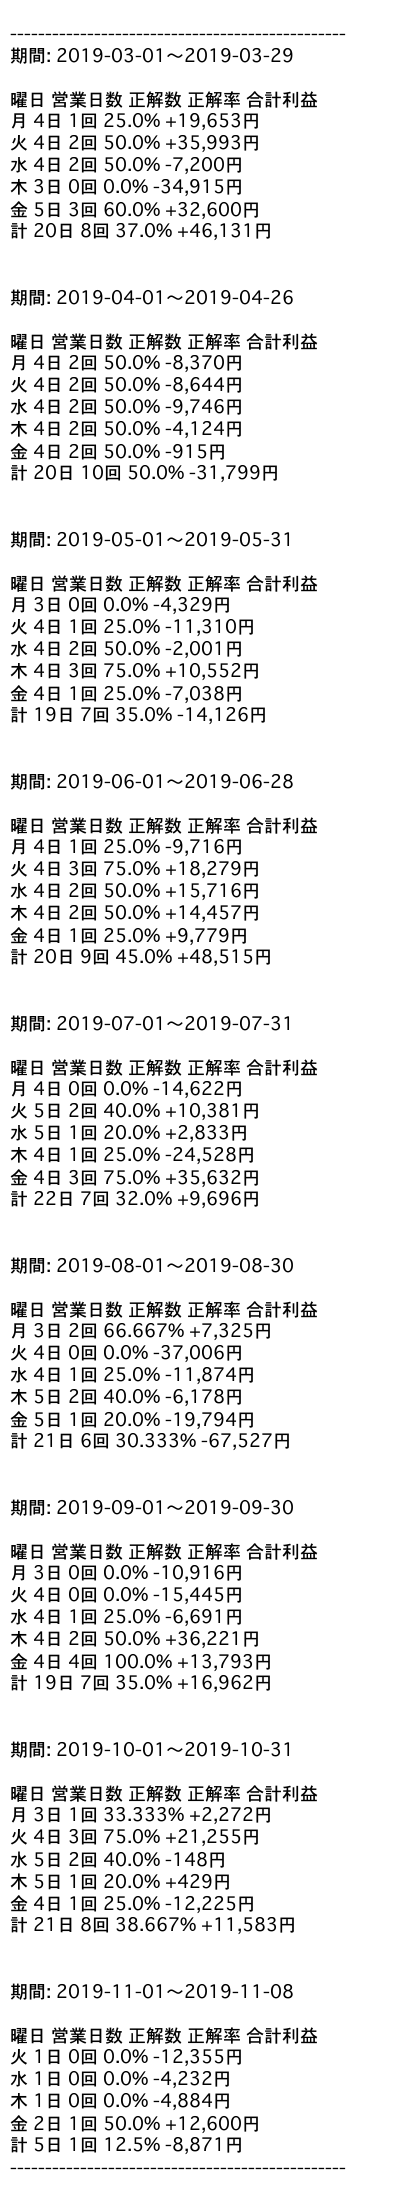 ------------------------------------------------
期間: 2019-03-01〜2019-03-29
曜日 営業日数 正解数 正解率 合計利益
月 4日 1回 25.0% +19,653円
火 4日 2回 50.0% +35,993円
水 4日 2回 50.0% -7,200円
木 3日 0回 0.0% -34,915円
金 5日 3回 60.0% +32,600円
計 20日 8回 37.0% +46,131円
期間: 2019-04-01〜2019-04-26
曜日 営業日数 正解数 正解率 合計利益
月 4日 2回 50.0% -8,370円
火 4日 2回 50.0% -8,644円
水 4日 2回 50.0% -9,746円
木 4日 2回 50.0% -4,124円
金 4日 2回 50.0% -915円
計 20日 10回 50.0% -31,799円
期間: 2019-05-01〜2019-05-31
曜日 営業日数 正解数 正解率 合計利益
月 3日 0回 0.0% -4,329円
火 4日 1回 25.0% -11,310円
水 4日 2回 50.0% -2,001円
木 4日 3回 75.0% +10,552円
金 4日 1回 25.0% -7,038円
計 19日 7回 35.0% -14,126円
期間: 2019-06-01〜2019-06-28
曜日 営業日数 正解数 正解率 合計利益
月 4日 1回 25.0% -9,716円
火 4日 3回 75.0% +18,279円
水 4日 2回 50.0% +15,716円
木 4日 2回 50.0% +14,457円
金 4日 1回 25.0% +9,779円
計 20日 9回 45.0% +48,515円
期間: 2019-07-01〜2019-07-31
曜日 営業日数 正解数 正解率 合計利益
月 4日 0回 0.0% -14,622円
火 5日 2回 40.0% +10,381円
水 5日 1回 20.0% +2,833円
木 4日 1回 25.0% -24,528円
金 4日 3回 75.0% +35,632円
計 22日 7回 32.0% +9,696円
期間: 2019-08-01〜2019-08-30
曜日 営業日数 正解数 正解率 合計利益
月 3日 2回 66.667% +7,325円
火 4日 0回 0.0% -37,006円
水 4日 1回 25.0% -11,874円
木 5日 2回 40.0% -6,178円
金 5日 1回 20.0% -19,794円
計 21日 6回 30.333% -67,527円
期間: 2019-09-01〜2019-09-30
曜日 営業日数 正解数 正解率 合計利益
月 3日 0回 0.0% -10,916円
火 4日 0回 0.0% -15,445円
水 4日 1回 25.0% -6,691円
木 4日 2回 50.0% +36,221円
金 4日 4回 100.0% +13,793円
計 19日 7回 35.0% +16,962円
期間: 2019-10-01〜2019-10-31
曜日 営業日数 正解数 正解率 合計利益
月 3日 1回 33.333% +2,272円
火 4日 3回 75.0% +21,255円
水 5日 2回 40.0% -148円
木 5日 1回 20.0% +429円
金 4日 1回 25.0% -12,225円
計 21日 8回 38.667% +11,583円
期間: 2019-11-01〜2019-11-08
曜日 営業日数 正解数 正解率 合計利益
火 1日 0回 0.0% -12,355円
水 1日 0回 0.0% -4,232円
木 1日 0回 0.0% -4,884円
金 2日 1回 50.0% +12,600円
計 5日 1回 12.5% -8,871円
------------------------------------------------